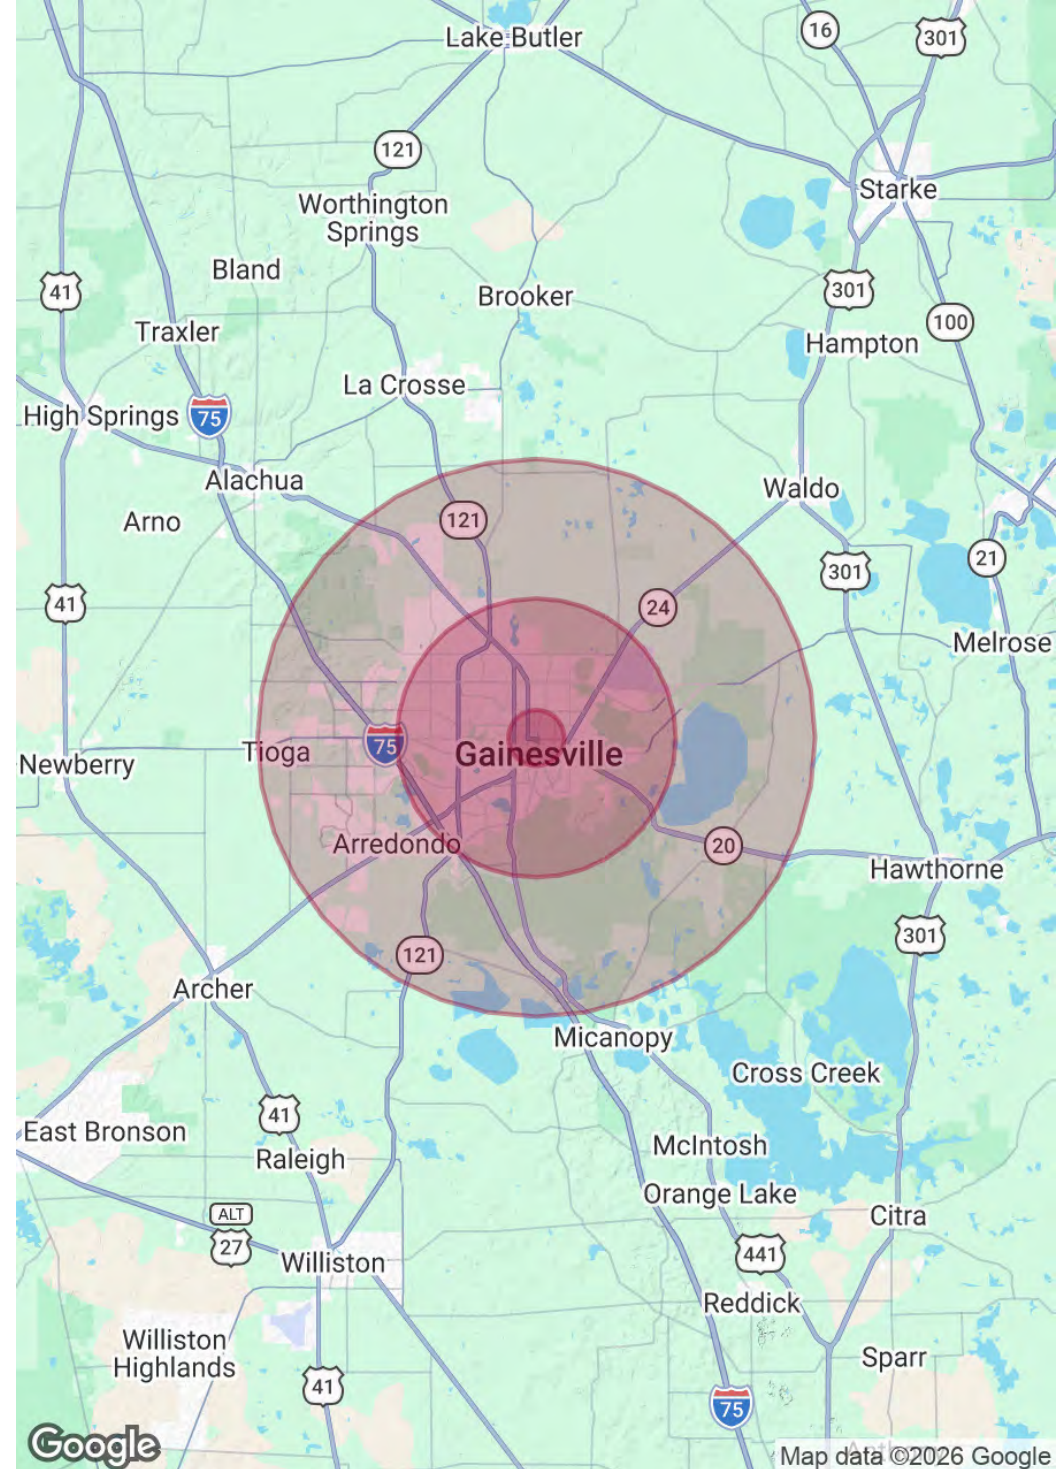 Lake Butler
16
301
121
Starke
Worthington
Springs
Bland
41
Brooker
301
100
Traxler
Hampton
La Crosse
High Springs
75
Alachua
Waldo
Arno
121
301
21
41
24
Melrose
Newberry
Tioga
75
Gainesville
Arredondo
20
Hawthorne
301
121
Archer
Micanopy
Cross Creek
41
East Bronson
Raleigh
McIntosh
Orange Lake
ALT
27
Citra
Williston
441
Reddick
Williston
Highlands
Sparr
41
75
Google
Map data ©2026 Google